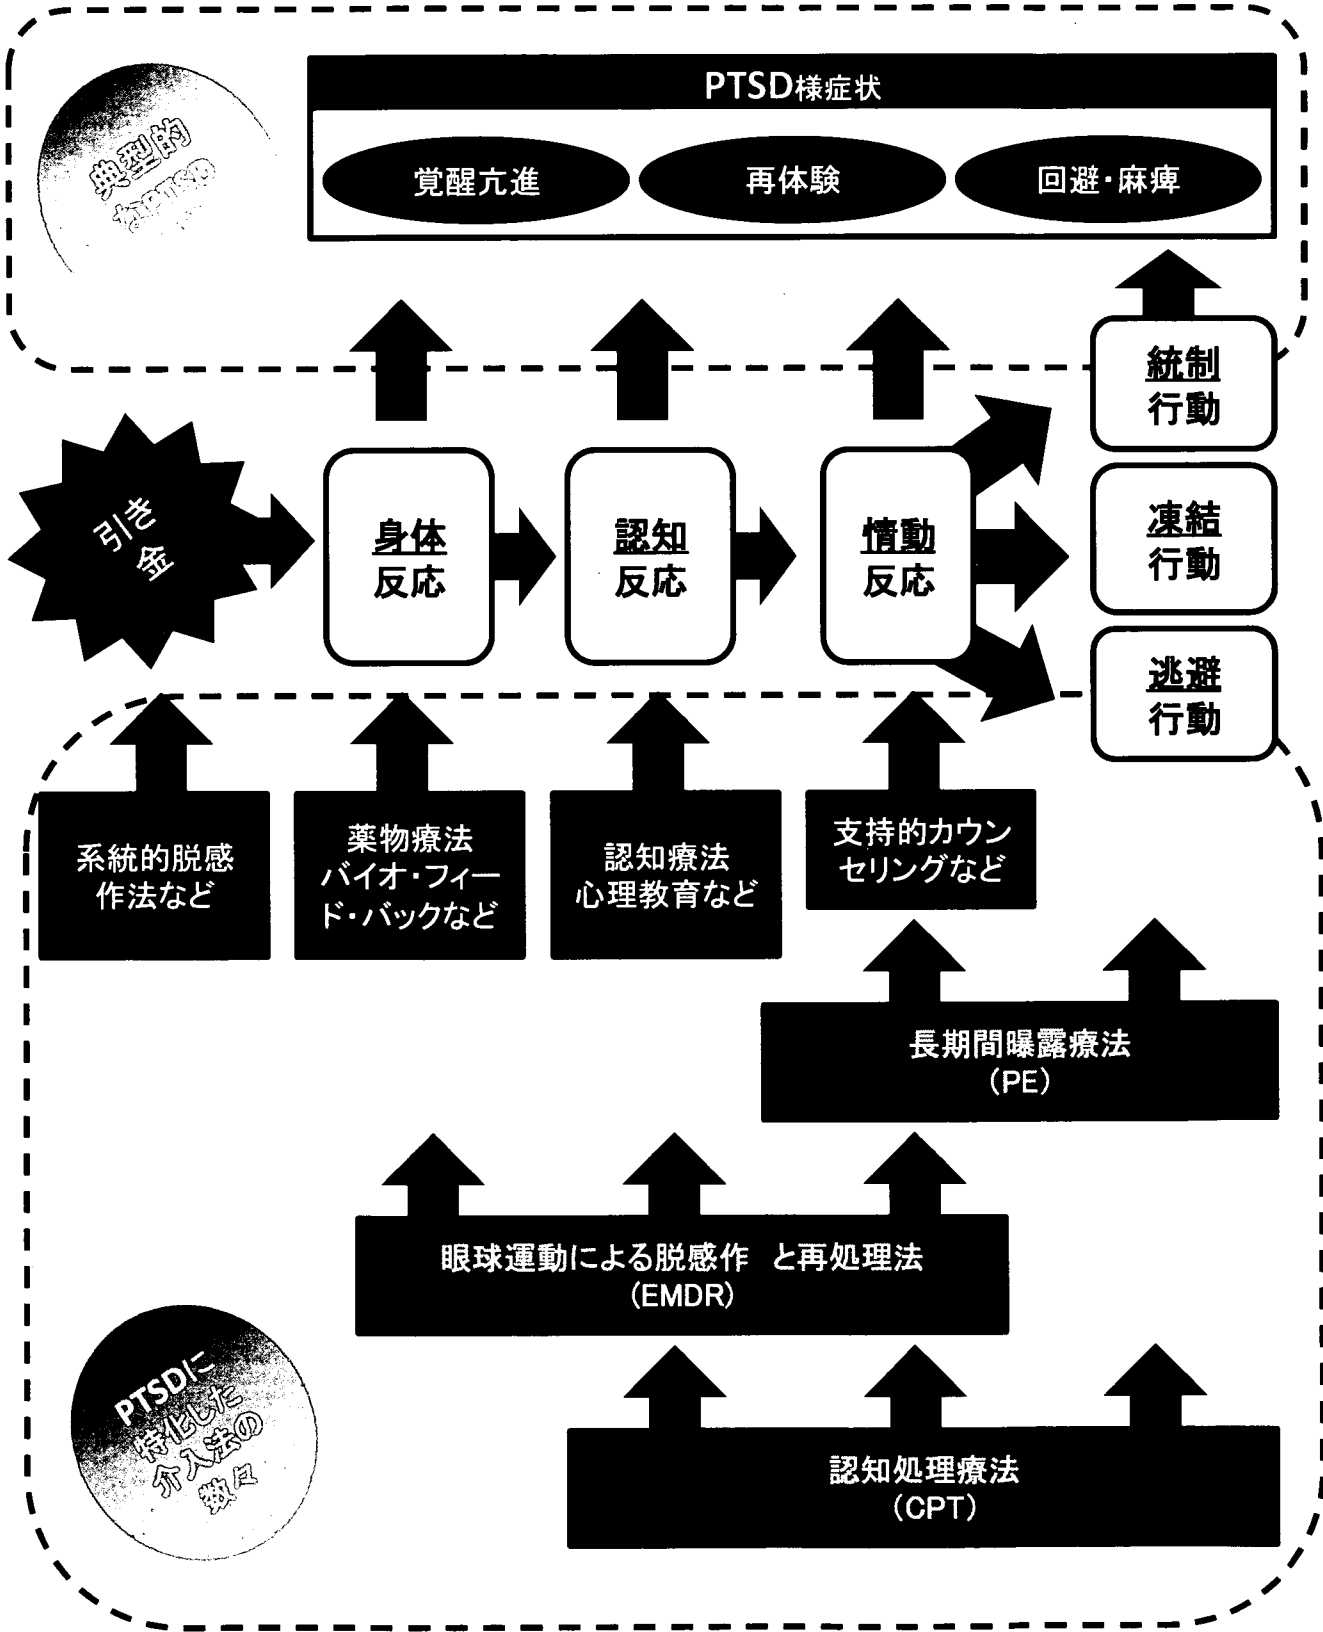 典型的
なPTSD
PTSD様症状
覚醒亢進
再体験
回避・麻痺
引き
金
身体
反応
認知
反応
情動
反応
統制
行動
凍結
行動
逃避
行動
系統的脱感
作法など
薬物療法
バイオ・フィー
ド・バックなど
認知療法
心理教育など
支持的カウン
セリングなど
長期間曝露療法
(PE)
眼球運動による脱感作 と再処理法
(EMDR)
認知処理療法
(CPT)
PTSDに
特化した
介入法の
数々